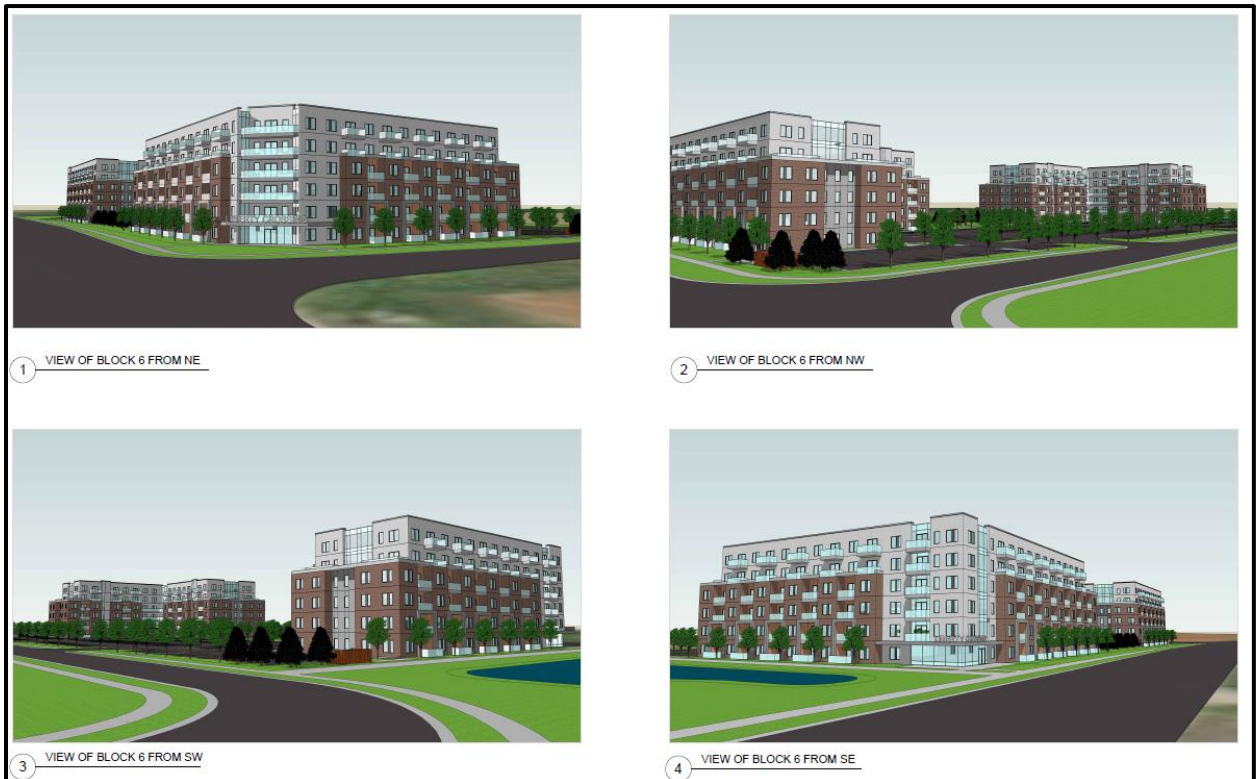 1
VIEW OF BLOCK 6 FROM NE
2
VIEW OF BLOCK 6 FROM NW
3
VIEW OF BLOCK 6 FROM SW
4
VIEW OF BLOCK 6 FROM SE